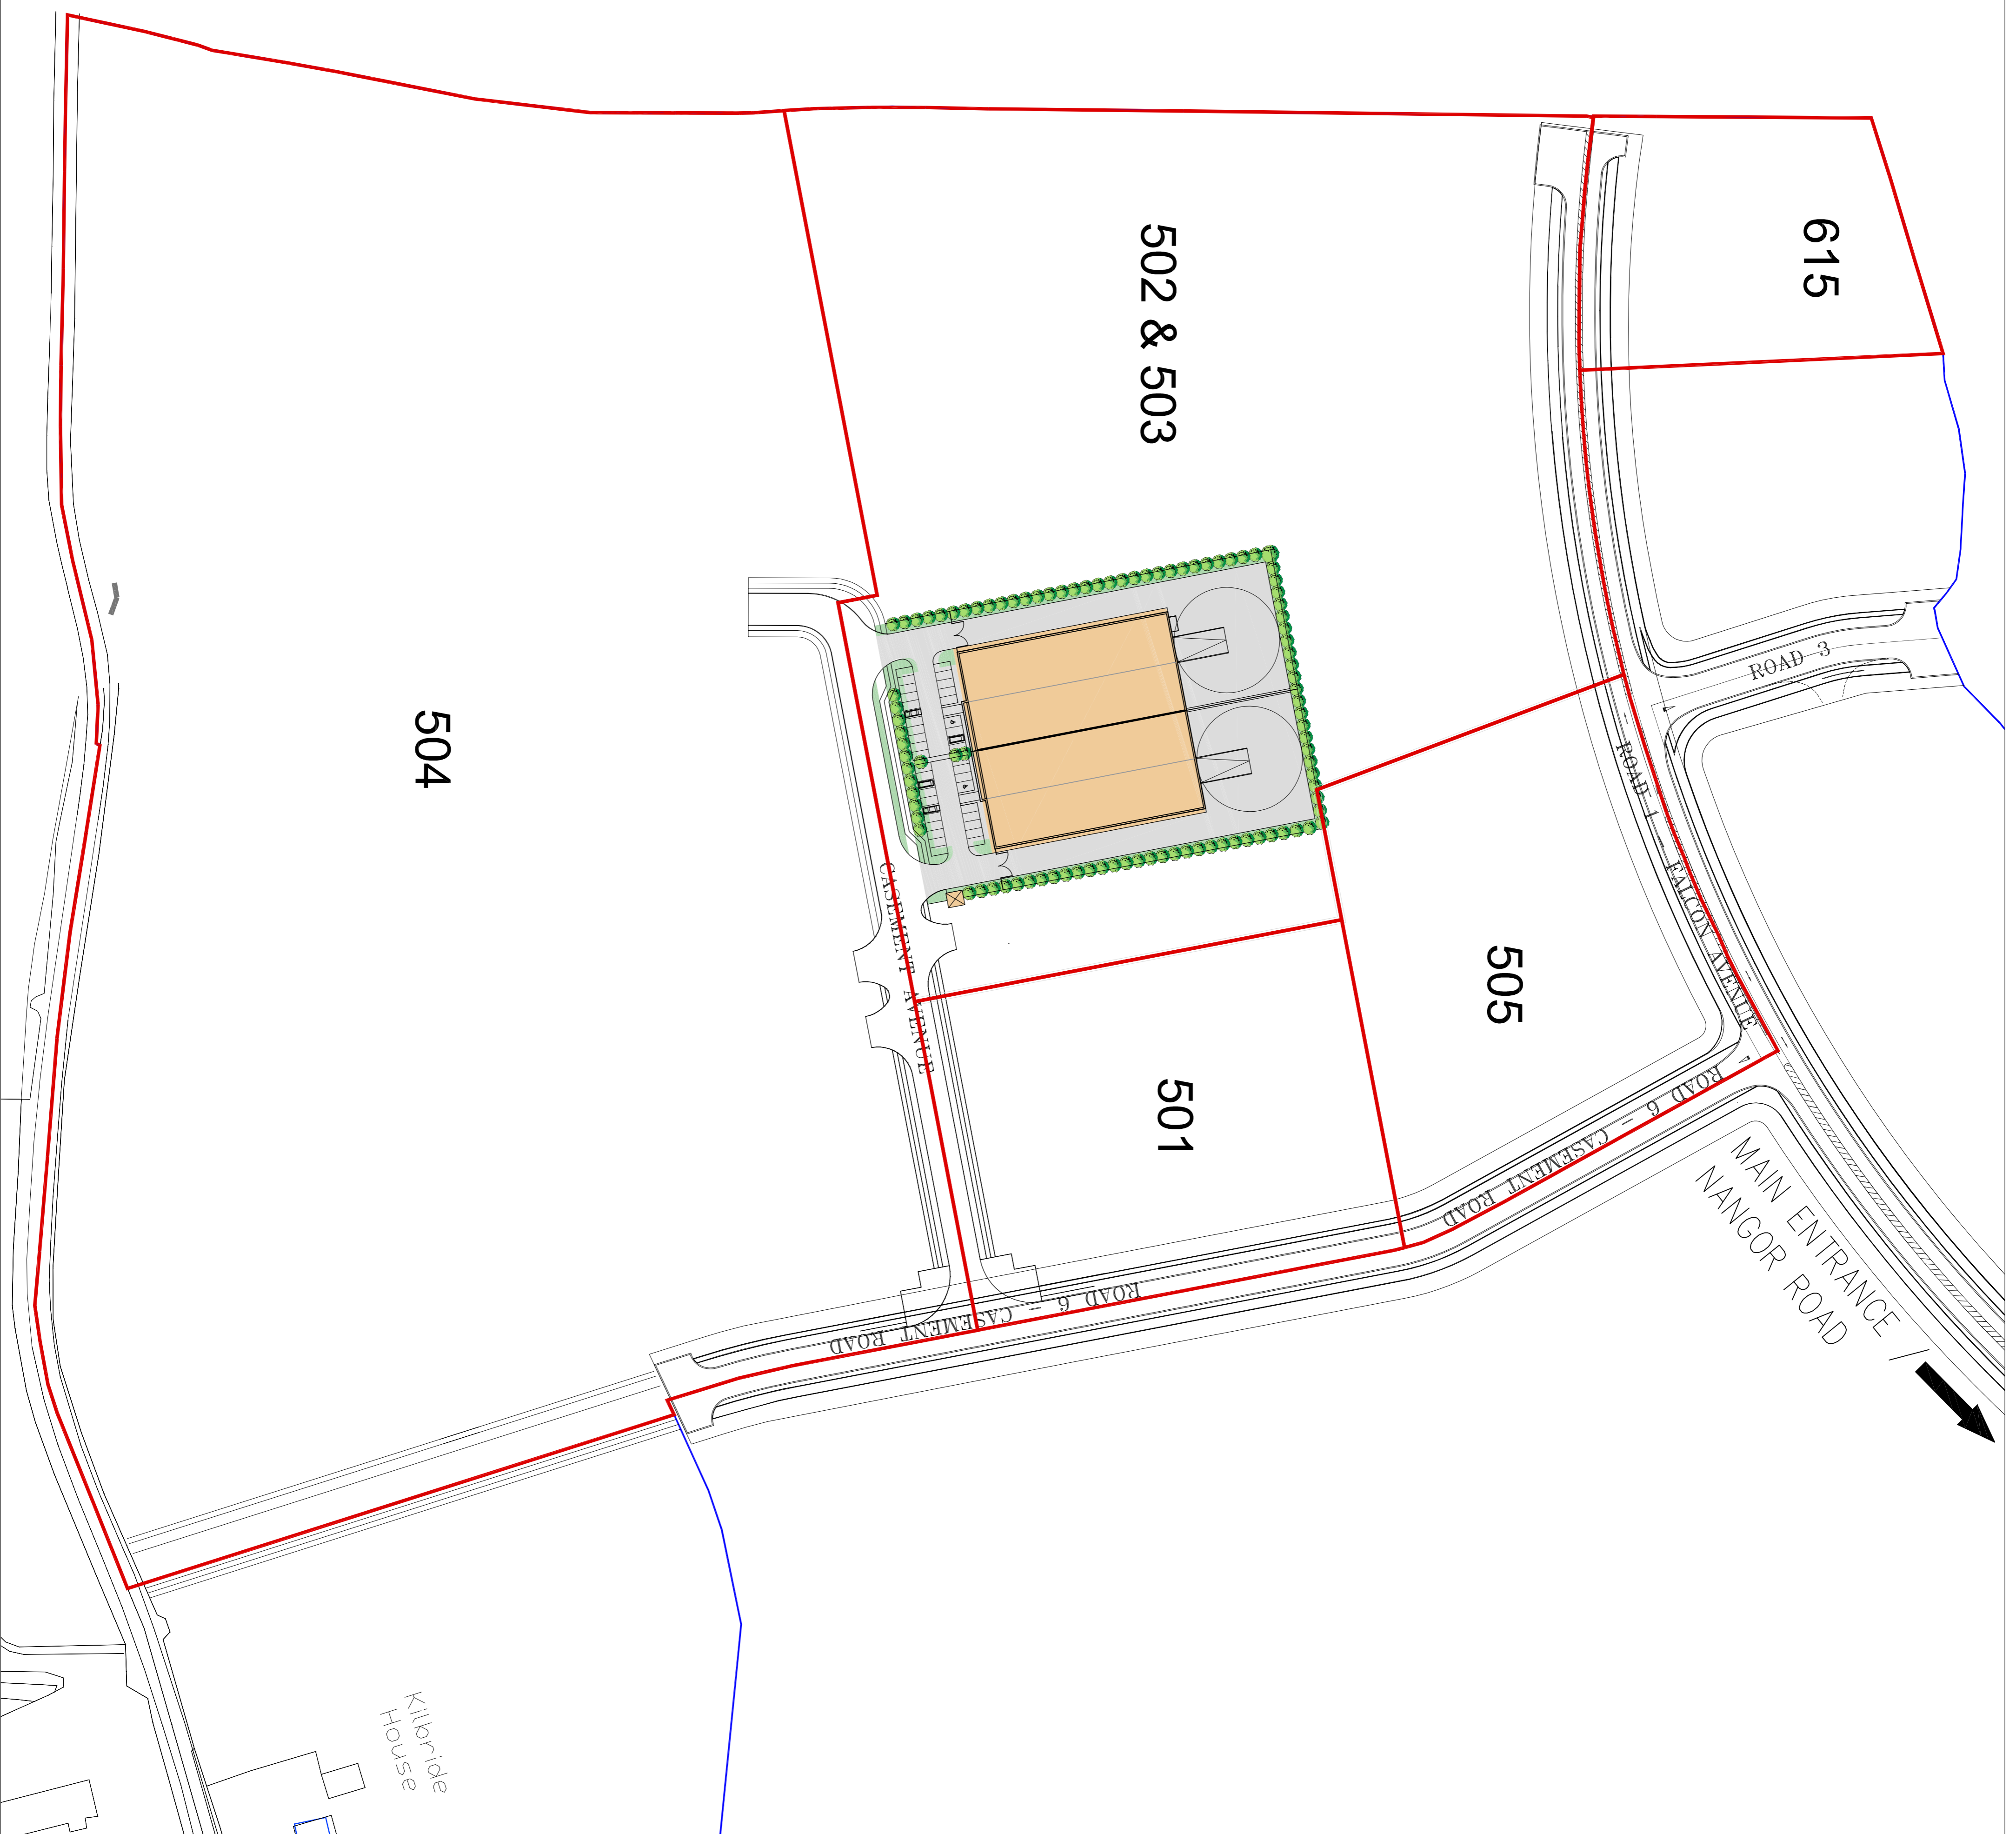 615
502 & 503
504
505
501
ROAD 3
ROAD 1 - FALCON AVENUE
CASEMENT AVENUE
ROAD 6 - CASEMENT ROAD
ROAD 6 - CASEMENT ROAD
MAIN ENTRANCE /
NANGOR ROAD
Kilbride
House